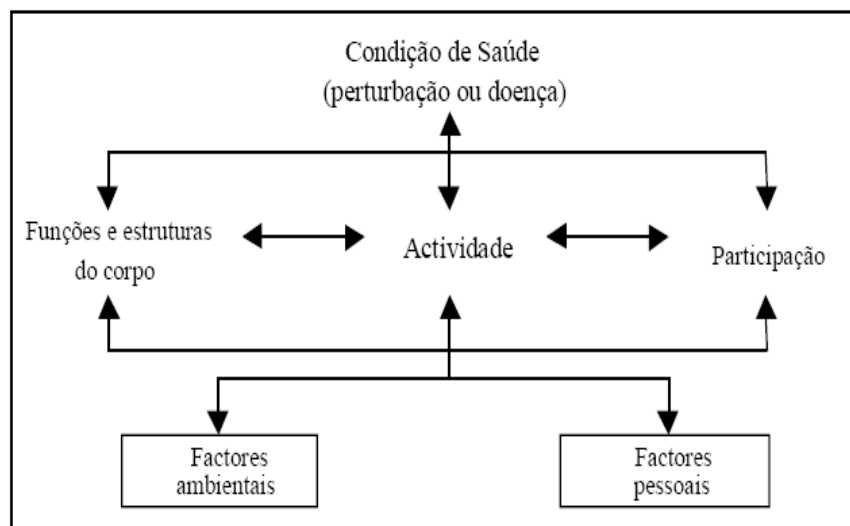 Condição de Saúde
(perturbação ou doença)
Funções e estruturas
do corpo
Actividade
Participação
Factores
ambientais
Factores
pessoais